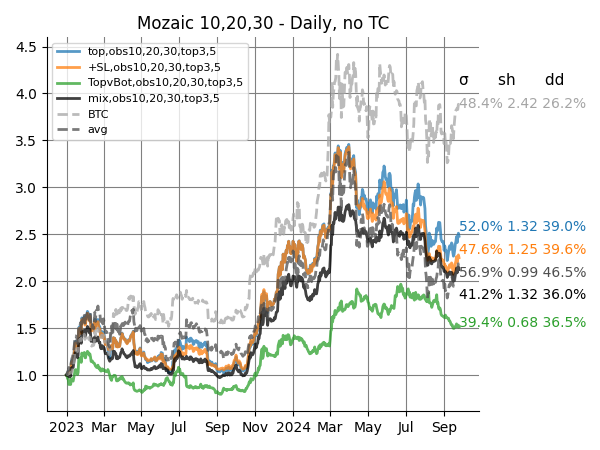 Mozaic 10,20,30 - Daily, no TC
top,obs10,20,30,top3,5
+SL,obs10,20,30,top3,5
TopvBot,obs10,20,30,top3,5
mix,obs10,20,30,top3,5
BTC
avg
σ sh dd
48.4% 2.42 26.2%
52.0% 1.32 39.0%
47.6% 1.25 39.6%
56.9% 0.99 46.5%
41.2% 1.32 36.0%
39.4% 0.68 36.5%
4.5
4.0
3.5
3.0
2.5
2.0
1.5
1.0
2023 Mar May Jul Sep Nov 2024 Mar May Jul Sep